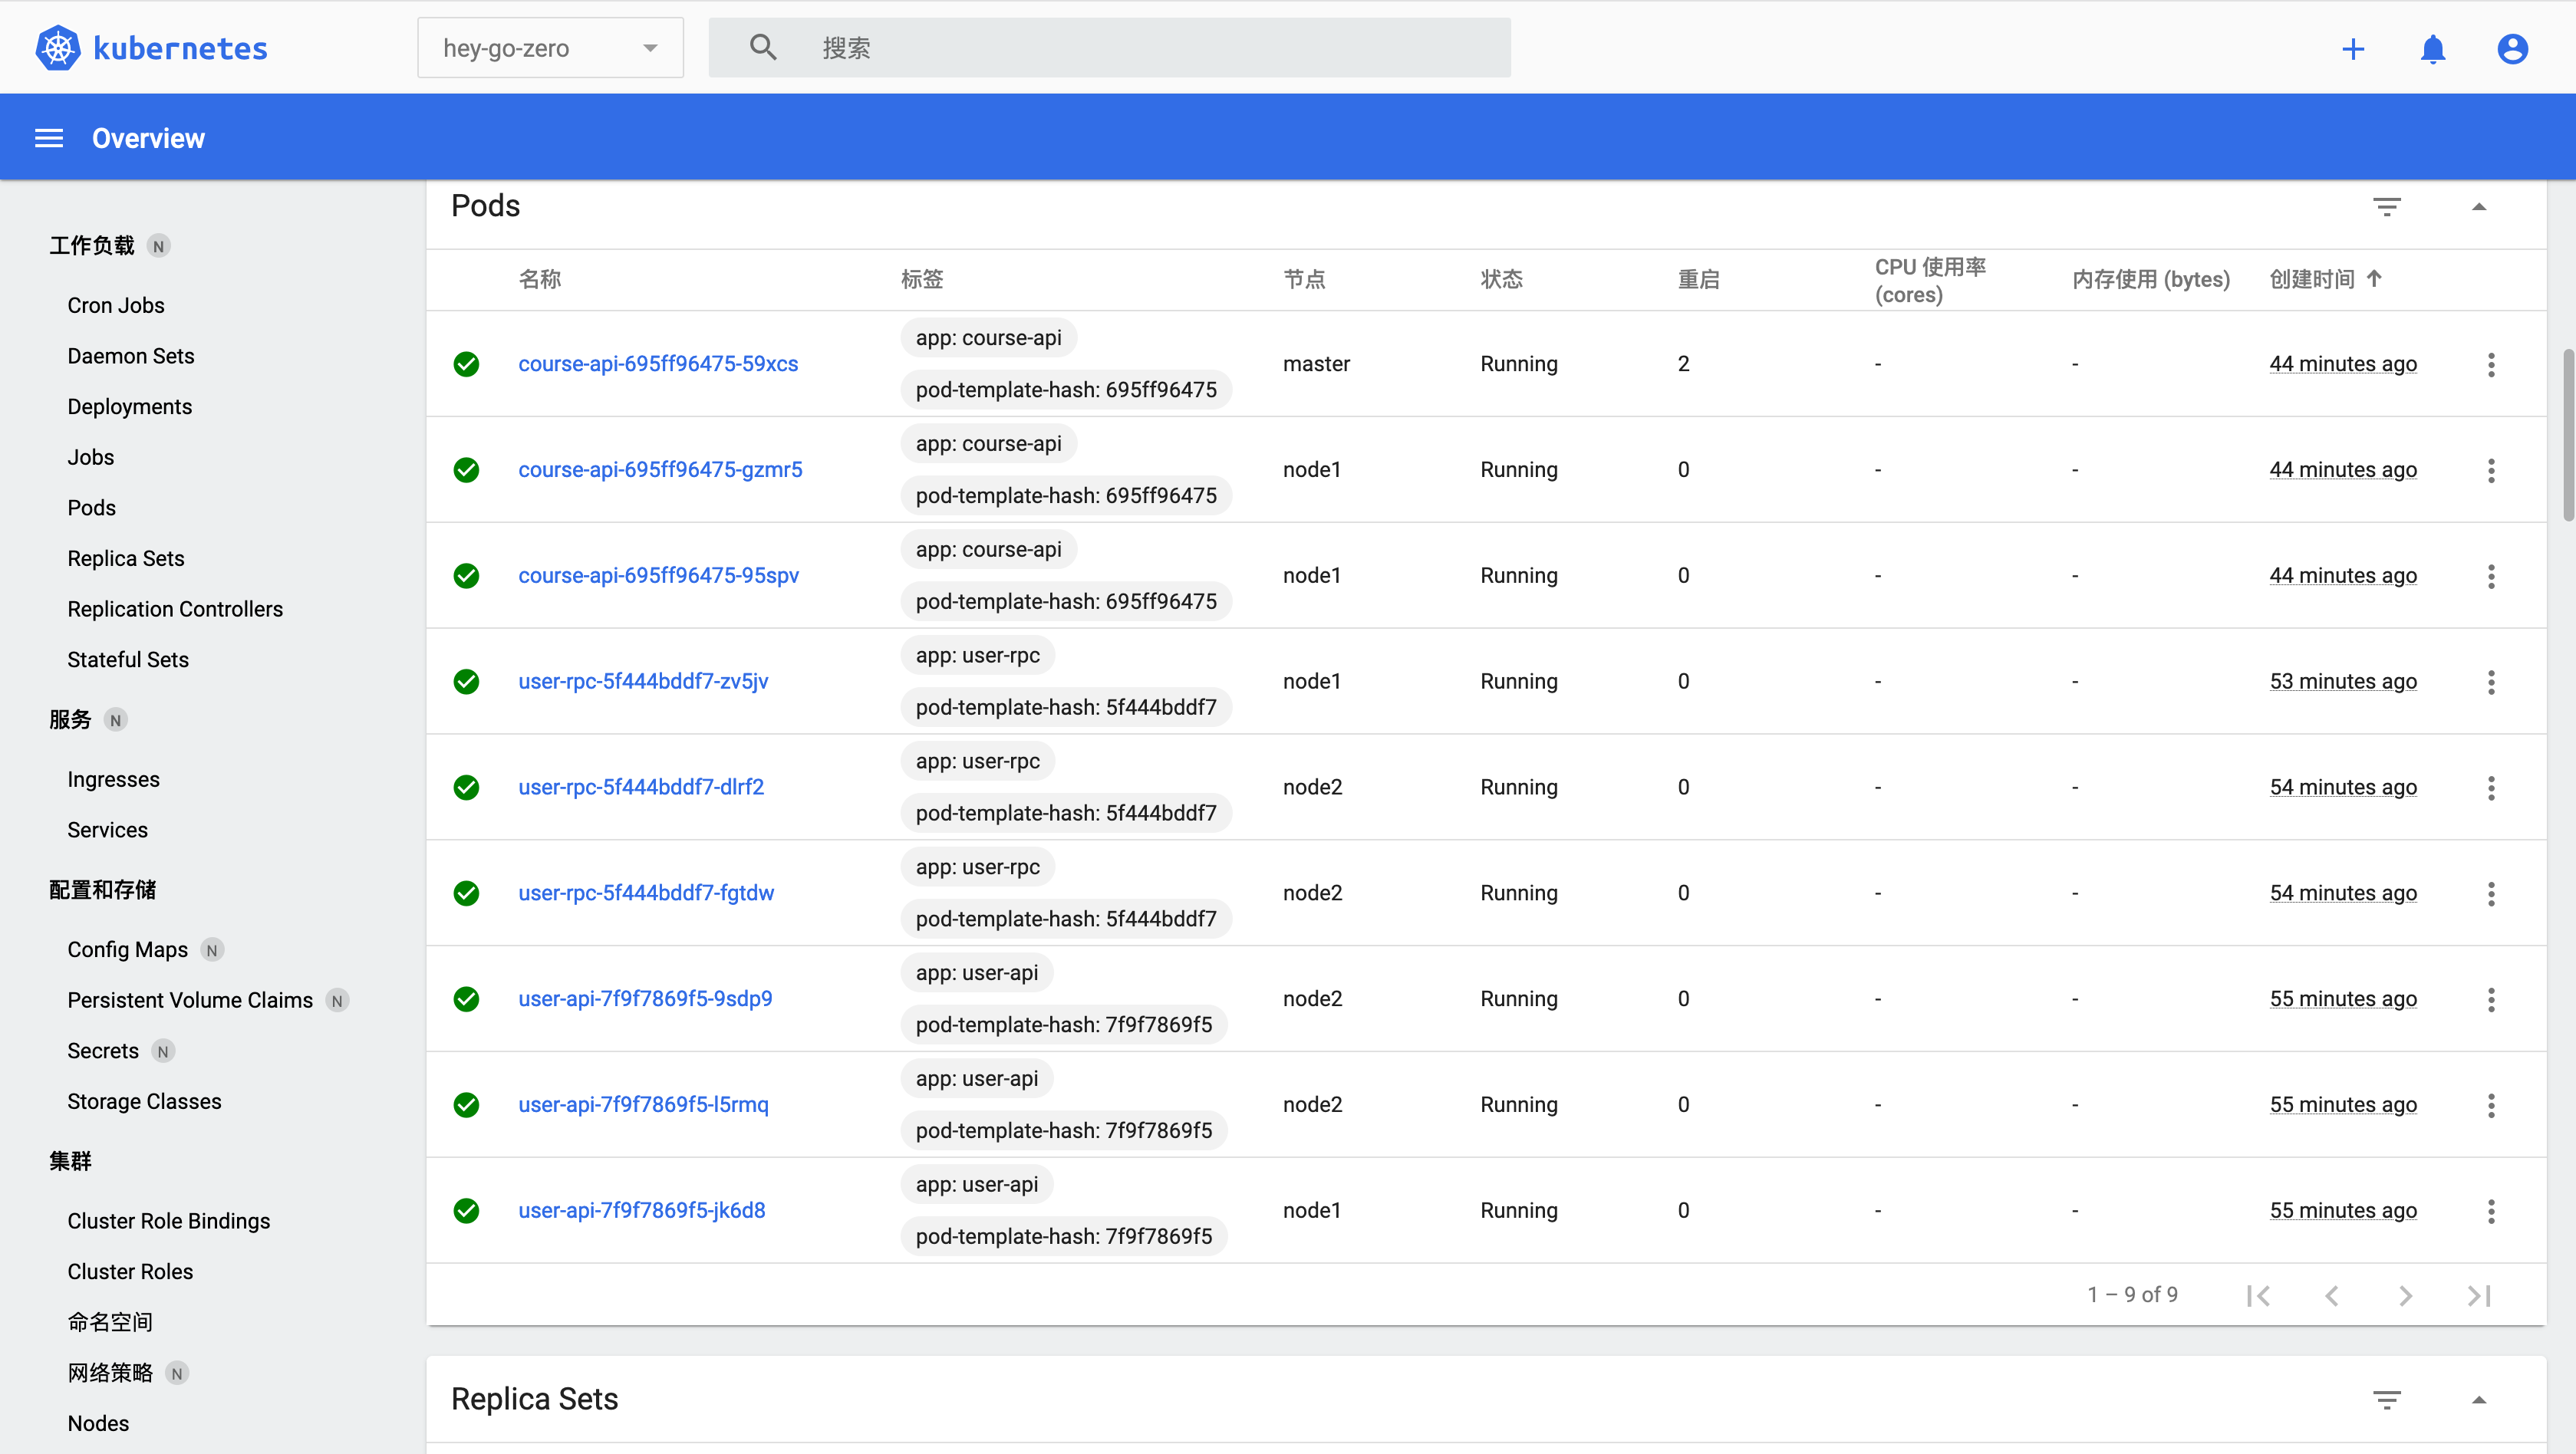 kubernetes
hey-go-zero
搜索
Overview
工作负载 N
Cron Jobs
Daemon Sets
Deployments
Jobs
Pods
Replica Sets
Replication Controllers
Stateful Sets
服务 N
Ingresses
Services
配置和存储
Config Maps N
Persistent Volume Claims N
Secrets N
Storage Classes
集群
Cluster Role Bindings
Cluster Roles
命名空间
网络策略 N
Nodes
Pods
名称 标签 节点 状态 重启 CPU 使用率 (cores) 内存使用 (bytes) 创建时间
app: course-api
course-api-695ff96475-59xcs master Running 2 - - 44 minutes ago
pod-template-hash: 695ff96475
app: course-api
course-api-695ff96475-gzmr5 node1 Running 0 - - 44 minutes ago
pod-template-hash: 695ff96475
app: course-api
course-api-695ff96475-95spv node1 Running 0 - - 44 minutes ago
pod-template-hash: 695ff96475
app: user-rpc
user-rpc-5f444bddf7-zv5jv node1 Running 0 - - 53 minutes ago
pod-template-hash: 5f444bddf7
app: user-rpc
user-rpc-5f444bddf7-dlrf2 node2 Running 0 - - 54 minutes ago
pod-template-hash: 5f444bddf7
app: user-rpc
user-rpc-5f444bddf7-fgtdw node2 Running 0 - - 54 minutes ago
pod-template-hash: 5f444bddf7
app: user-api
user-api-7f9f7869f5-9sdp9 node2 Running 0 - - 55 minutes ago
pod-template-hash: 7f9f7869f5
app: user-api
user-api-7f9f7869f5-l5rmq node2 Running 0 - - 55 minutes ago
pod-template-hash: 7f9f7869f5
app: user-api
user-api-7f9f7869f5-jk6d8 node1 Running 0 - - 55 minutes ago
pod-template-hash: 7f9f7869f5
1 – 9 of 9
Replica Sets